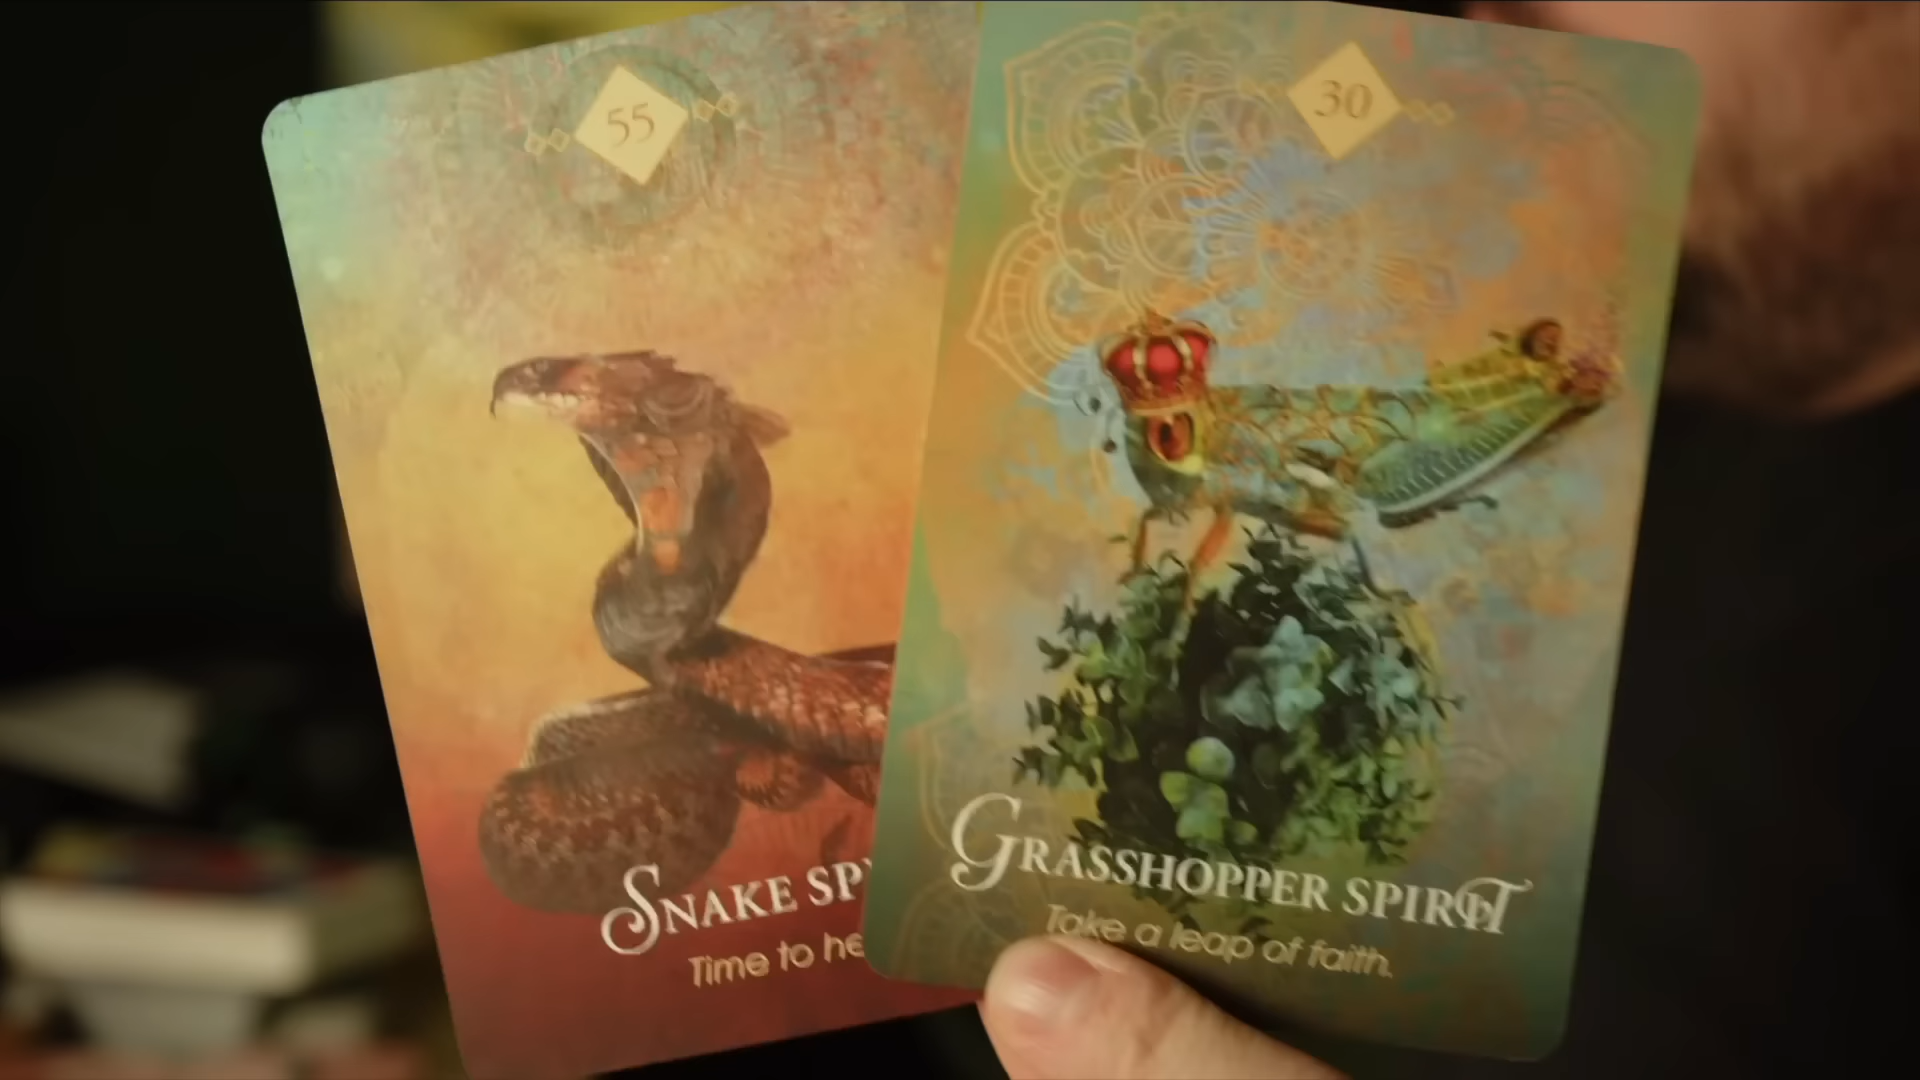 55
SNAKE SP
Time to he
30
GRASSHOPPER SPIRIT
Take a leap of faith.